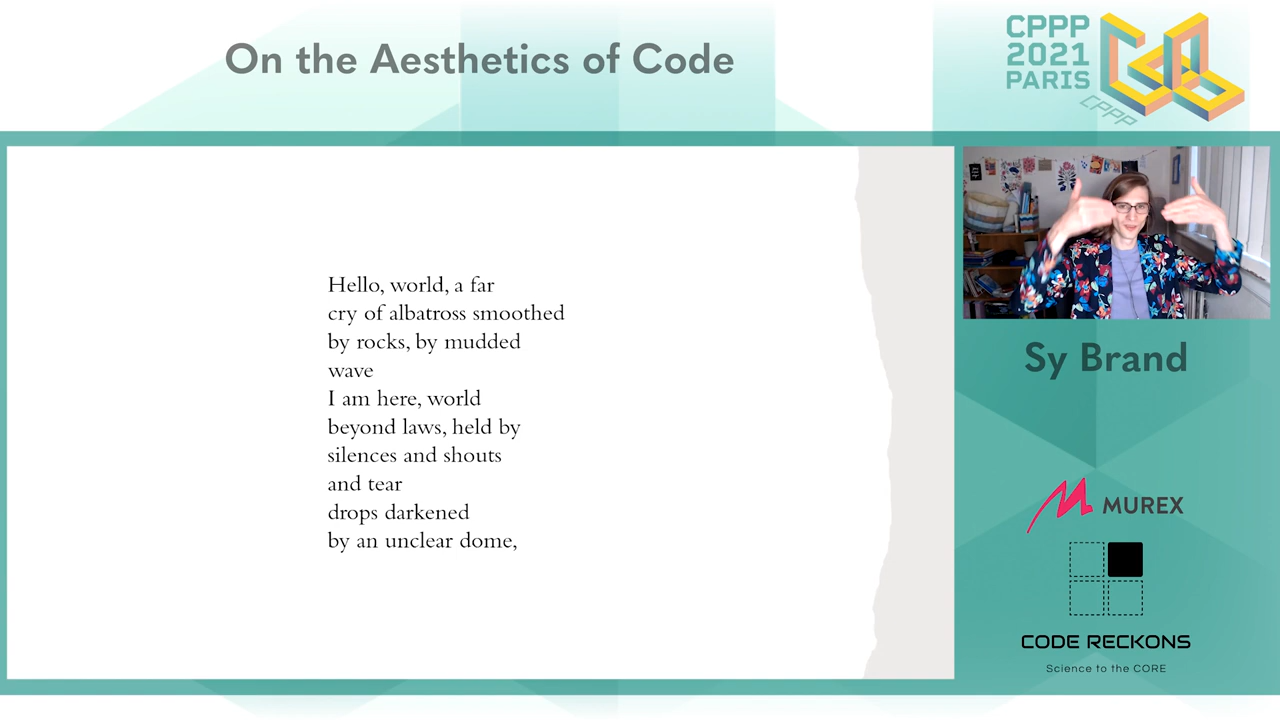 On the Aesthetics of Code
CPPP
2021
PARIS
CPPP
Hello, world, a far
cry of albatross smoothed
by rocks, by mudded
wave
I am here, world
beyond laws, held by
silences and shouts
and tear
drops darkened
by an unclear dome,
Sy Brand
MUREX
CODE RECKONS
Science to the CORE